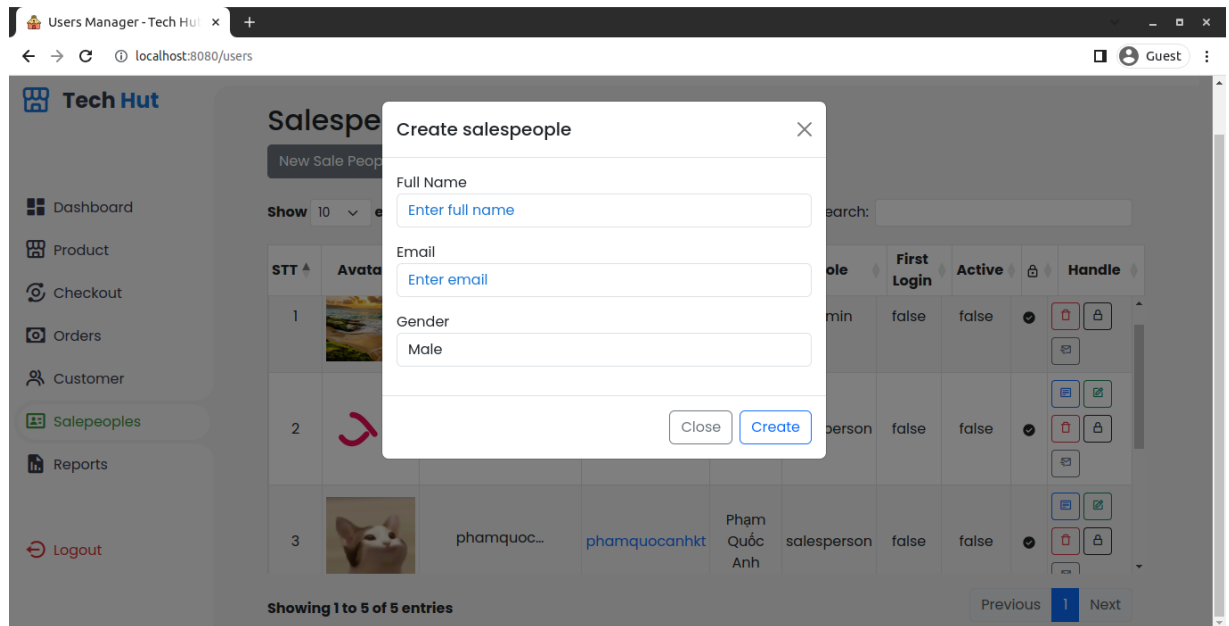 Users Manager - Tech Hu
localhost:8080/users
Guest
Tech Hut
Dashboard
Product
Checkout
Orders
Customer
Salepeoples
Reports
Logout
Salespe
New Sale Peop
Show 10 e
earch:
Create salespeople
Full Name
Enter full name
Email
Enter email
Gender
Male
Close Create
STT Avata ole First Login Active Handle
1 min false false
2 person false false
3 phamquoc... phamquocanhkt Phạm Quốc Anh salesperson false false
Showing 1 to 5 of 5 entries
Previous 1 Next